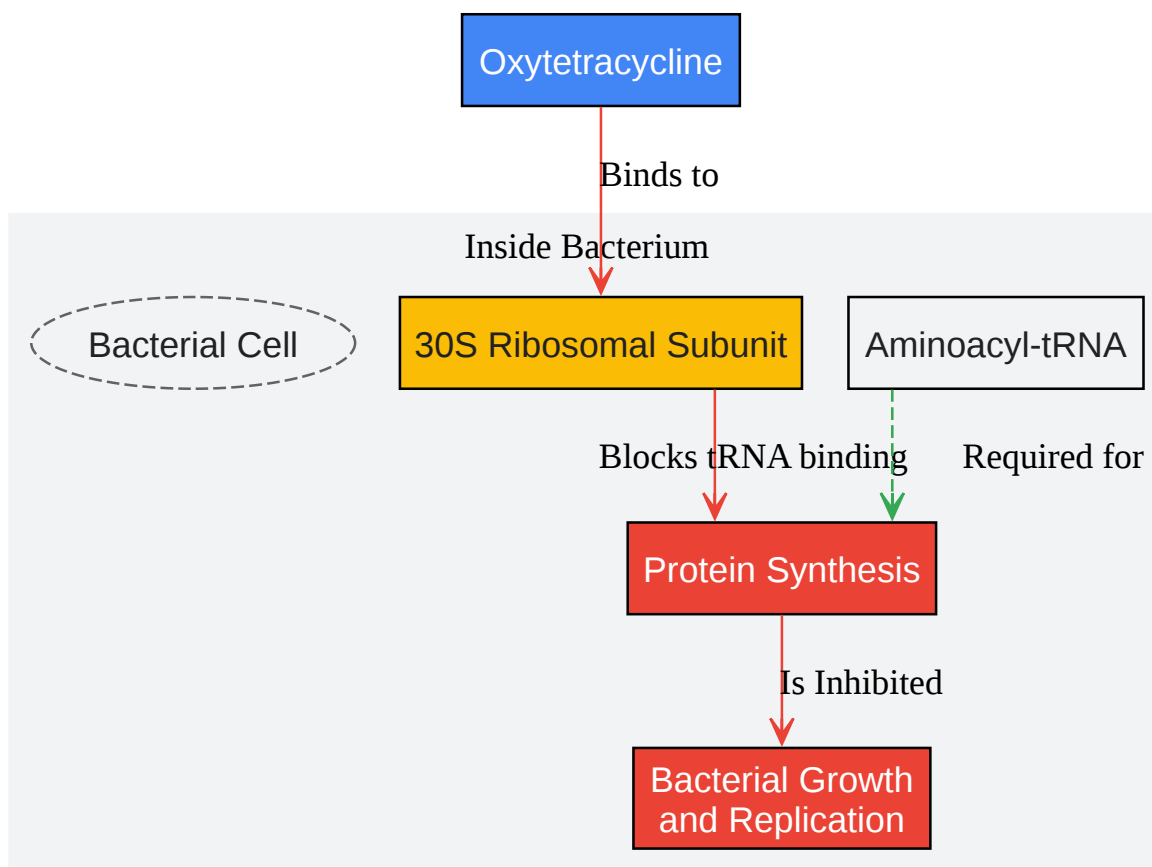 Oxytetracycline
Binds to
Inside Bacterium
Bacterial Cell
30S Ribosomal Subunit
Aminoacyl-tRNA
Blocks tRNA binding
Required for
Protein Synthesis
Is Inhibited
Bacterial Growth
and Replication